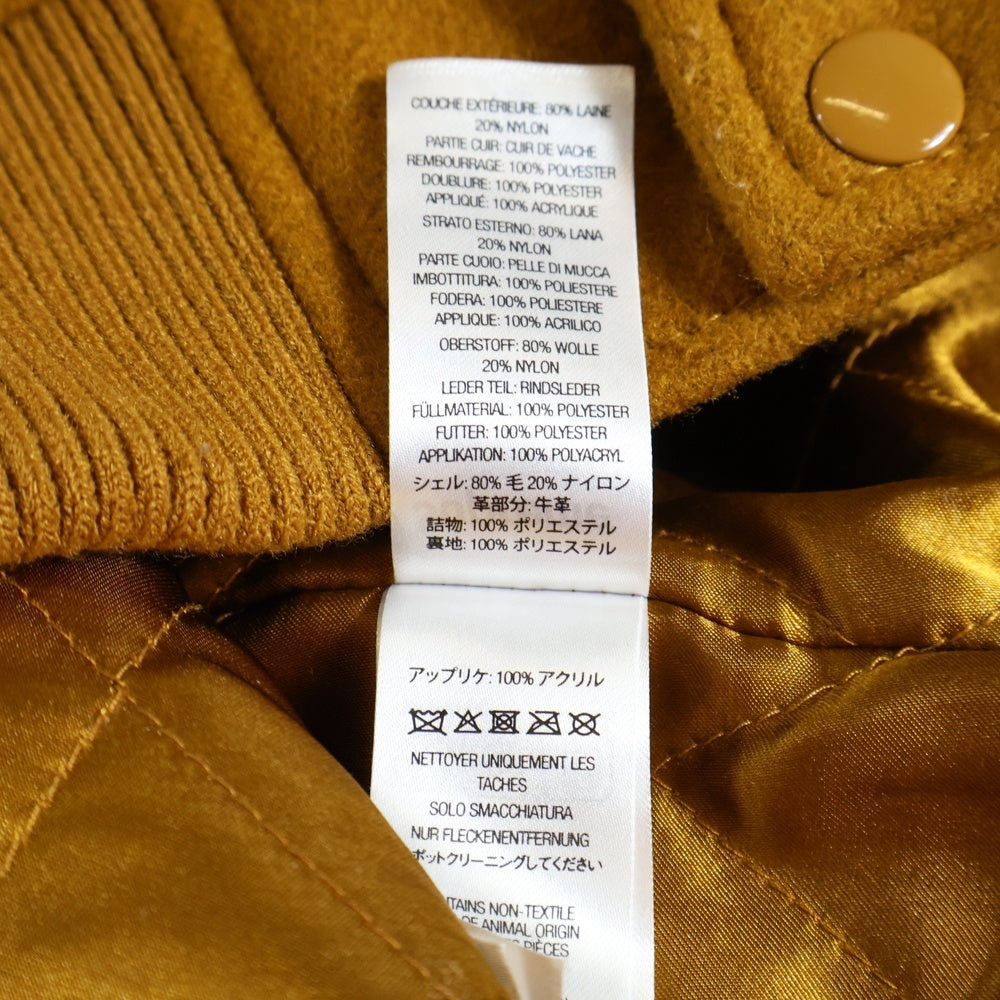 COUCHE EXTÉRIEURE: 80% LAINE
20% NYLON
PARTIE CUIR: CUIR DE VACHE
REMBOURRAGE: 100% POLYESTER
DOUBLURE: 100% POLYESTER
APPLIQUÉ: 100% ACRYLIQUE
STRATO ESTERNO: 80% LANA
20% NYLON
PARTE CUOIO: PELLE DI MUCCA
IMBOTTITURA: 100% POLIESTERE
FODERA: 100% POLIESTERE
APPLIQUE: 100% ACRILICO
OBERSTOFF: 80% WOLLE
20% NYLON
LEDER TEIL: RINDSLEDER
FÜLLMATERIAL: 100% POLYESTER
FUTTER: 100% POLYESTER
APPLIKATION: 100% POLYACRYL
シェル: 80% 毛 20% ナイロン
革部分: 牛革
詰物: 100% ポリエステル
裏地: 100% ポリエステル
アップリケ: 100% アクリル
NETTOYER UNIQUEMENT LES
TACHES
SOLO SMACCHIATURA
NUR FLECKENENTFERNUNG
ポットクリーニングしてください
NON-TEXTILE
OF ANIMAL ORIGIN
PIÈCES